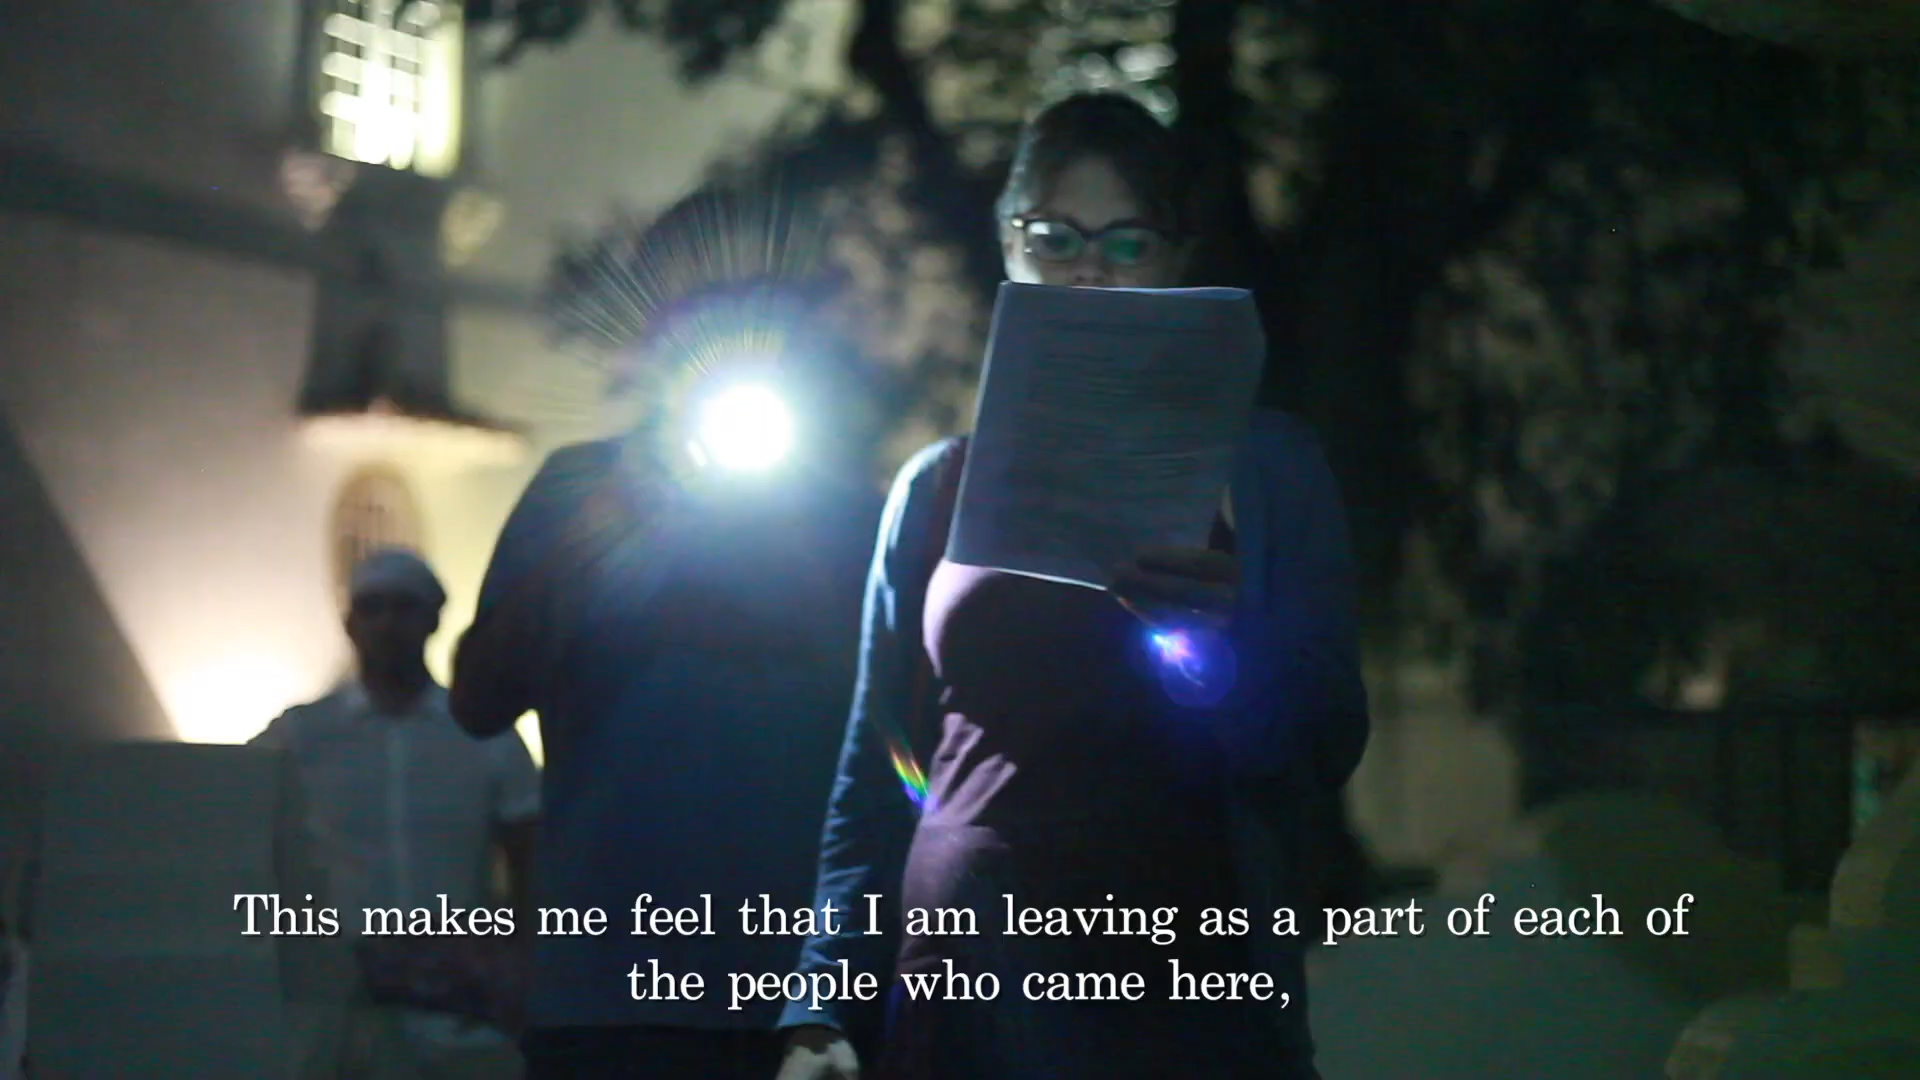 This makes me feel that I am leaving as a part of each of
the people who came here,